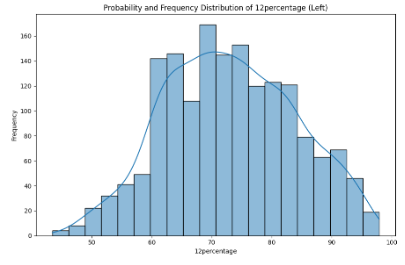 Probability and Frequency Distribution of 12percentage (Left)
160
140
120
100
80
60
40
20
0
Frequency
50 60 70 80 90 100
12percentage